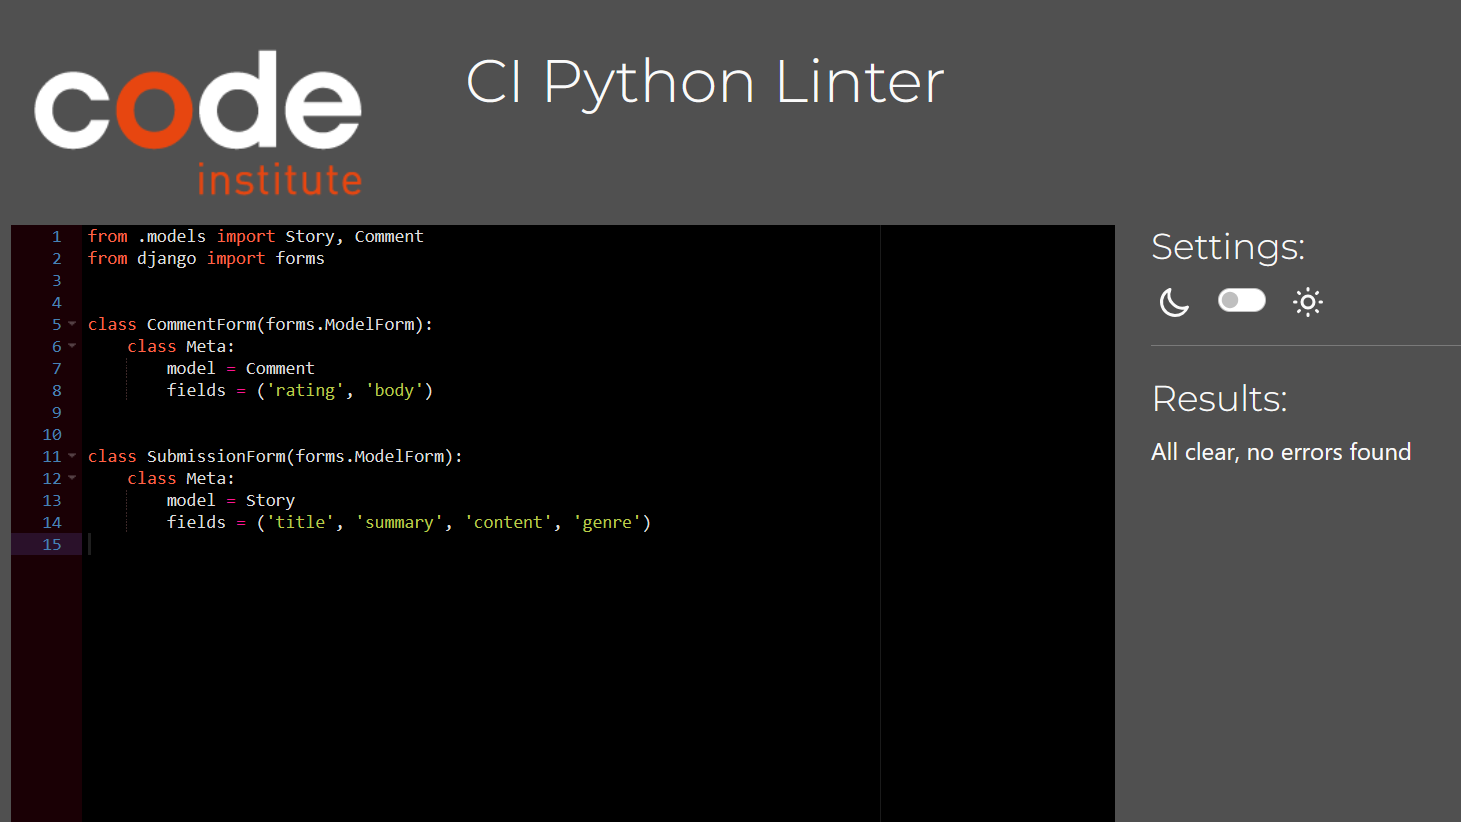 code
institute
CI Python Linter
1 from .models import Story, Comment
2 from django import forms
3
4
5 class CommentForm(forms.ModelForm):
6     class Meta:
7         model = Comment
8         fields = ('rating', 'body')
9
10
11 class SubmissionForm(forms.ModelForm):
12     class Meta:
13         model = Story
14         fields = ('title', 'summary', 'content', 'genre')
15
Settings:
Results:
All clear, no errors found